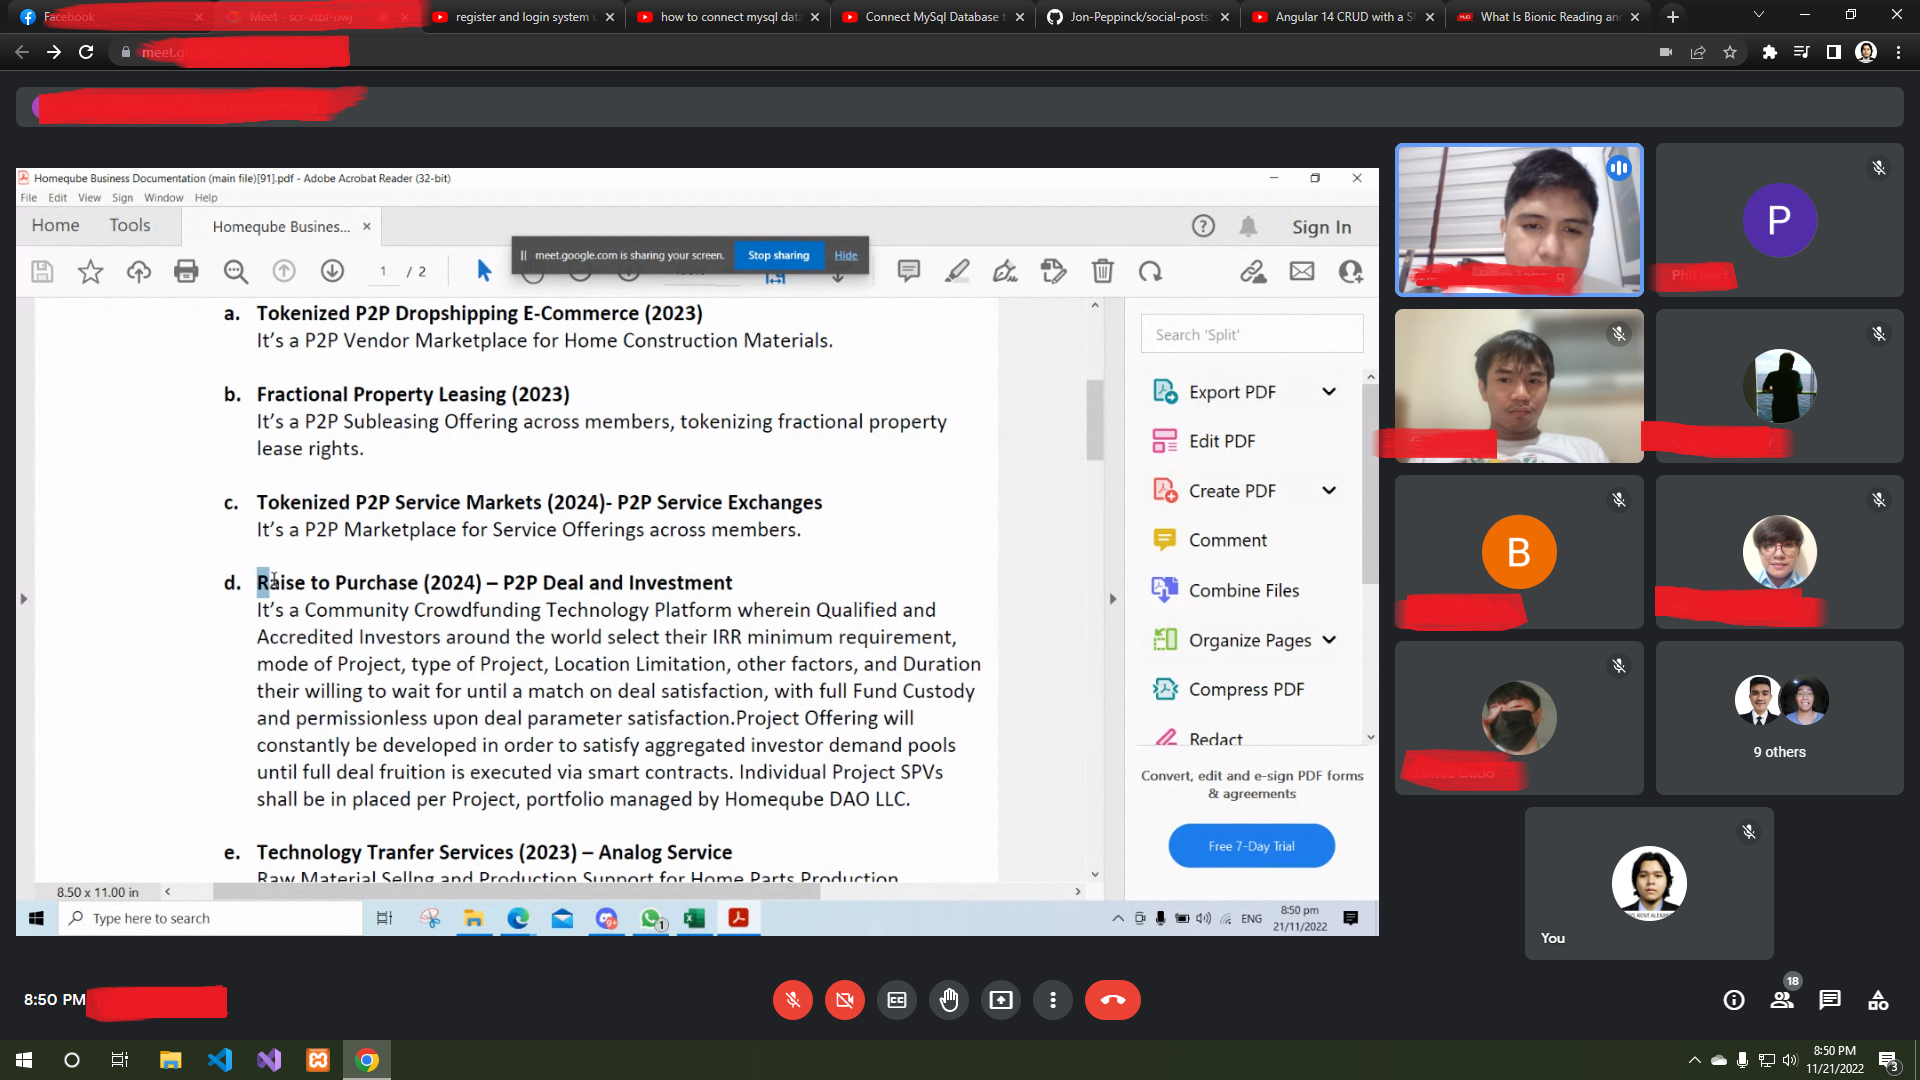 Facebook
Meet - scr-vtbf-owj
register and login system
how to connect mysql data
Connect MySql Database t
Jon-Peppinck/social-posts:
Angular 14 CRUD with a S
What Is Bionic Reading an
meet.g
Homeqube Business Documentation (main file)[91].pdf - Adobe Acrobat Reader (32-bit)
File Edit View Sign Window Help
Home Tools Homeqube Busines... Sign In
meet.google.com is sharing your screen. Stop sharing Hide
1 / 2
a. Tokenized P2P Dropshipping E-Commerce (2023)
It's a P2P Vendor Marketplace for Home Construction Materials.
b. Fractional Property Leasing (2023)
It's a P2P Subleasing Offering across members, tokenizing fractional property
lease rights.
c. Tokenized P2P Service Markets (2024)- P2P Service Exchanges
It's a P2P Marketplace for Service Offerings across members.
d. Raise to Purchase (2024) – P2P Deal and Investment
It's a Community Crowdfunding Technology Platform wherein Qualified and
Accredited Investors around the world select their IRR minimum requirement,
mode of Project, type of Project, Location Limitation, other factors, and Duration
their willing to wait for until a match on deal satisfaction, with full Fund Custody
and permissionless upon deal parameter satisfaction.Project Offering will
constantly be developed in order to satisfy aggregated investor demand pools
until full deal fruition is executed via smart contracts. Individual Project SPVs
shall be in placed per Project, portfolio managed by Homeqube DAO LLC.
e. Technology Tranfer Services (2023) – Analog Service
Raw Material Sellng and Production Support for Home Parts Production
8.50 x 11.00 in
Search 'Split'
Export PDF
Edit PDF
Create PDF
Comment
Combine Files
Organize Pages
Compress PDF
Redact
Convert, edit and e-sign PDF forms
& agreements
Free 7-Day Trial
Type here to search
1
ENG
8:50 pm
21/11/2022
P
B
9 others
You
8:50 PM
18
8:50 PM
11/21/2022
3